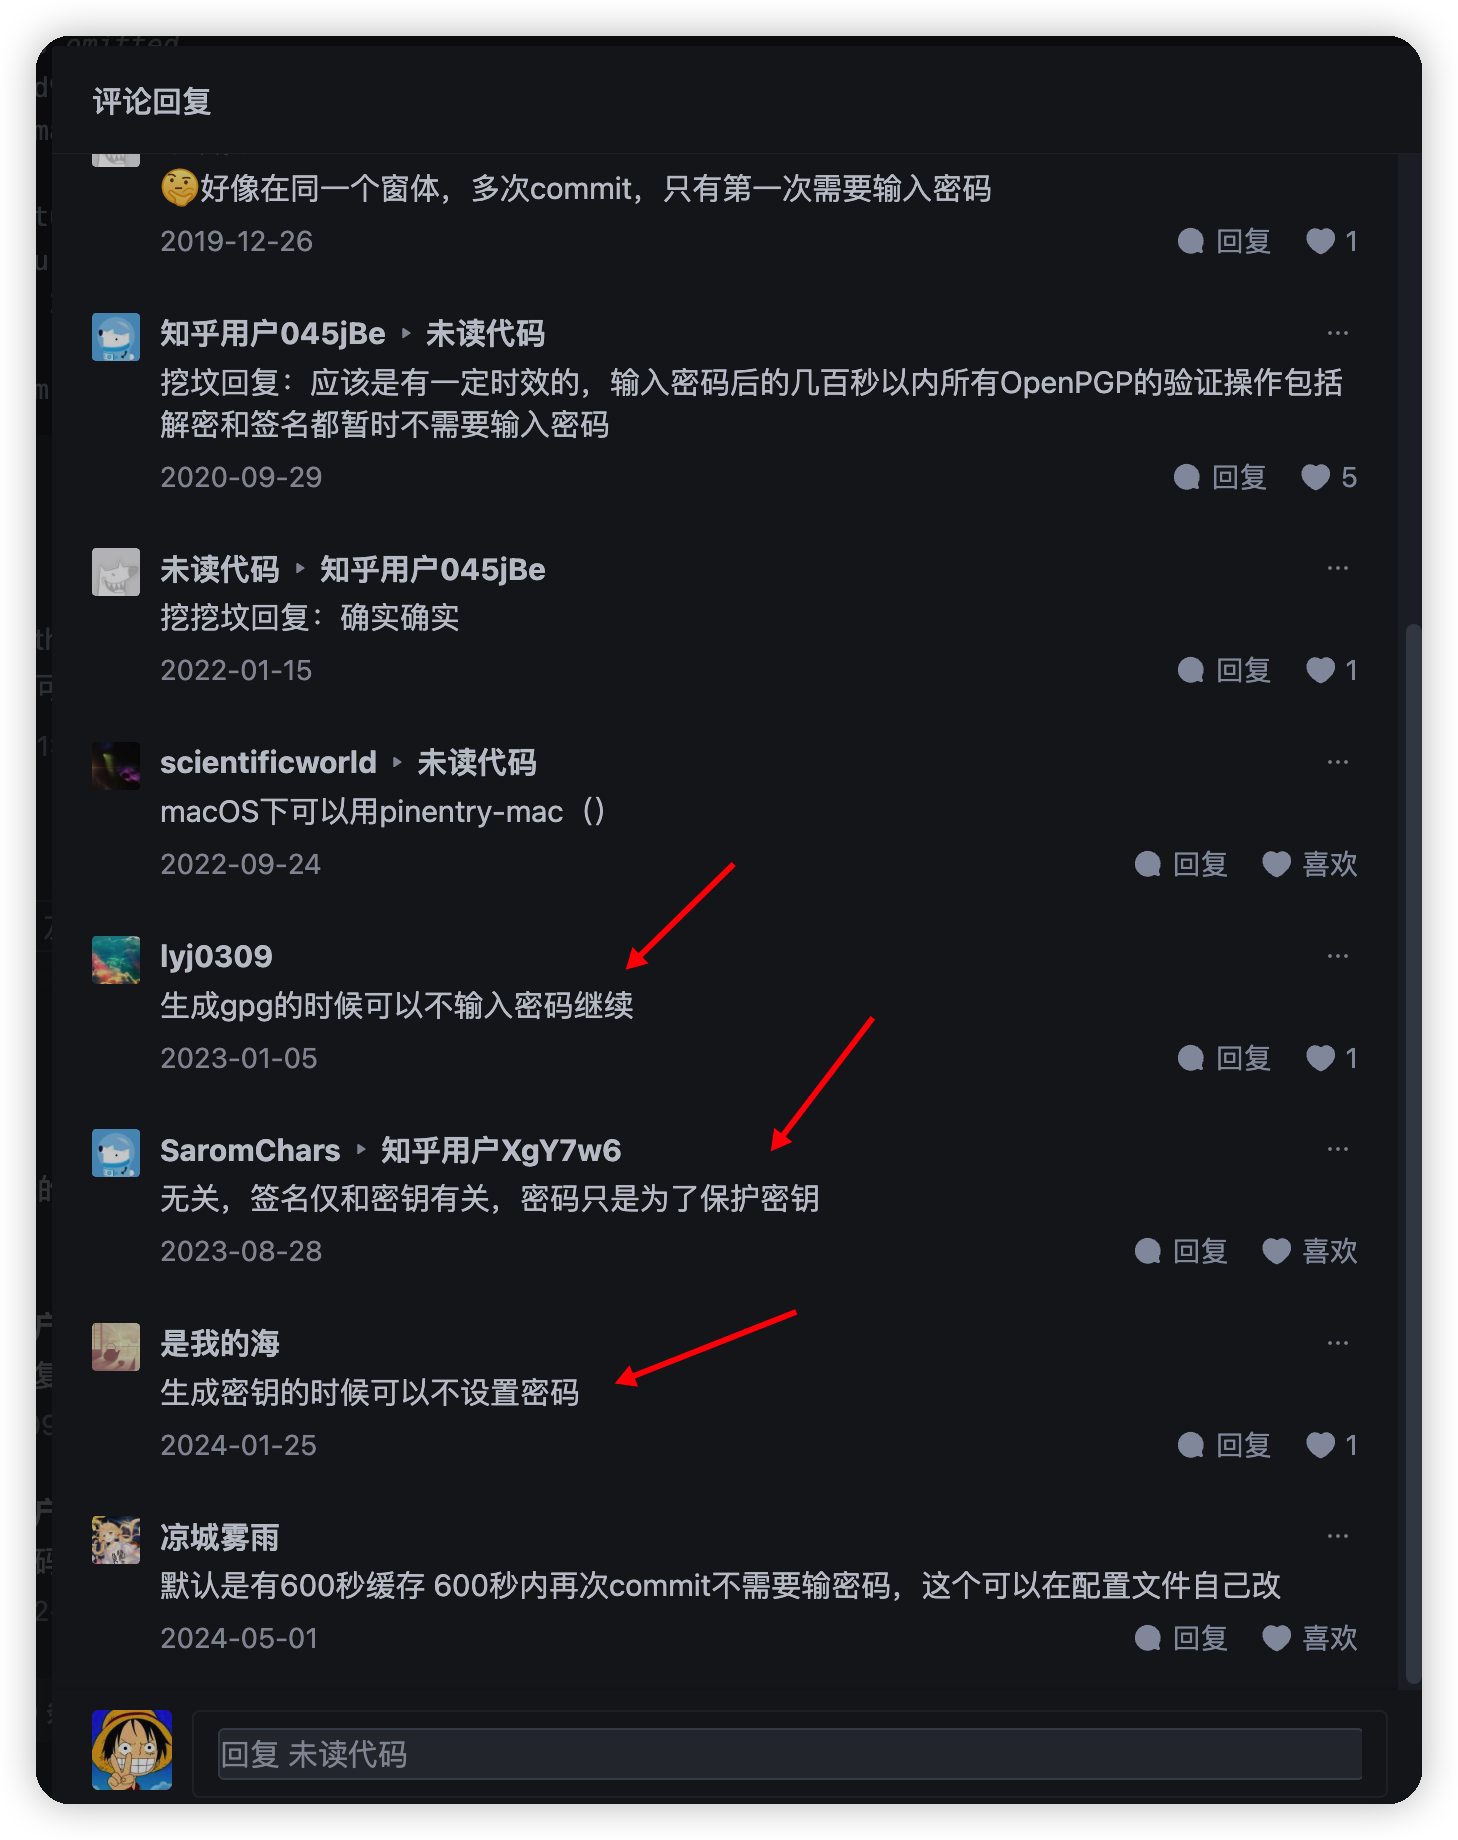 omitted
评论回复
🤔好像在同一个窗体，多次commit，只有第一次需要输入密码
2019-12-26
回复
1
知乎用户045jBe ▸ 未读代码
···
挖坟回复：应该是有一定时效的，输入密码后的几百秒以内所有OpenPGP的验证操作包括
解密和签名都暂时不需要输入密码
2020-09-29
回复
5
未读代码 ▸ 知乎用户045jBe
···
挖挖坟回复：确实确实
2022-01-15
回复
1
scientificworld ▸ 未读代码
···
macOS下可以用pinentry-mac（）
2022-09-24
回复
喜欢
lyj0309
···
生成gpg的时候可以不输入密码继续
2023-01-05
回复
1
SaromChars ▸ 知乎用户XgY7w6
···
无关，签名仅和密钥有关，密码只是为了保护密钥
2023-08-28
回复
喜欢
是我的海
···
生成密钥的时候可以不设置密码
2024-01-25
回复
1
凉城雾雨
···
默认是有600秒缓存 600秒内再次commit不需要输密码，这个可以在配置文件自己改
2024-05-01
回复
喜欢
回复 未读代码